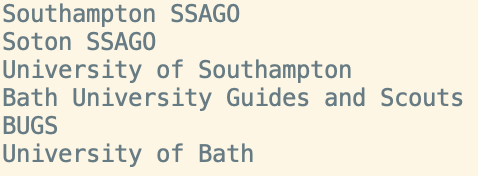 Southampton SSAGO
Soton SSAGO
University of Southampton
Bath University Guides and Scouts
BUGS
University of Bath